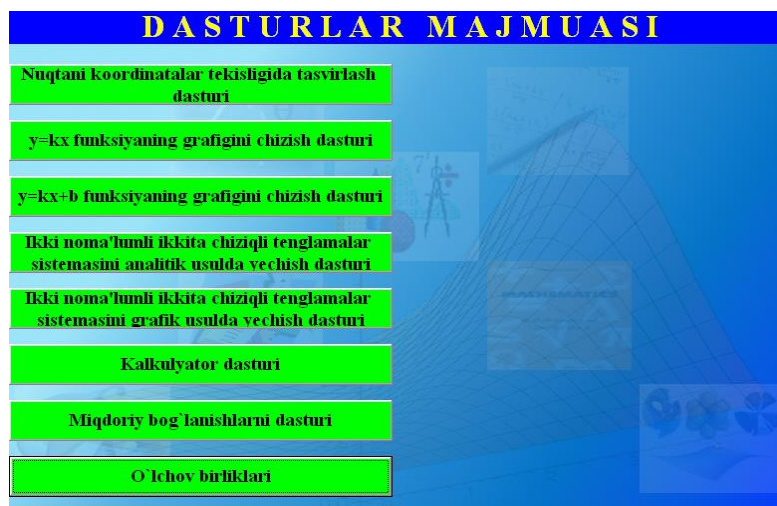 DASTURLAR MAJMUASI
Nuqtani koordinatalar tekisligida tasvirlash
dasturi
y=kx funksiyaning grafigini chizish dasturi
y=kx+b funksiyaning grafigini chizish dasturi
Ikki noma'lumli ikkita chiziqli tenglamalar
sistemasini analitik usulda yechish dasturi
Ikki noma'lumli ikkita chiziqli tenglamalar
sistemasini grafik usulda yechish dasturi
Kalkulyator dasturi
Miqdoriy bog`lanishlarni dasturi
O`lchov birliklari
MATHEMATICS